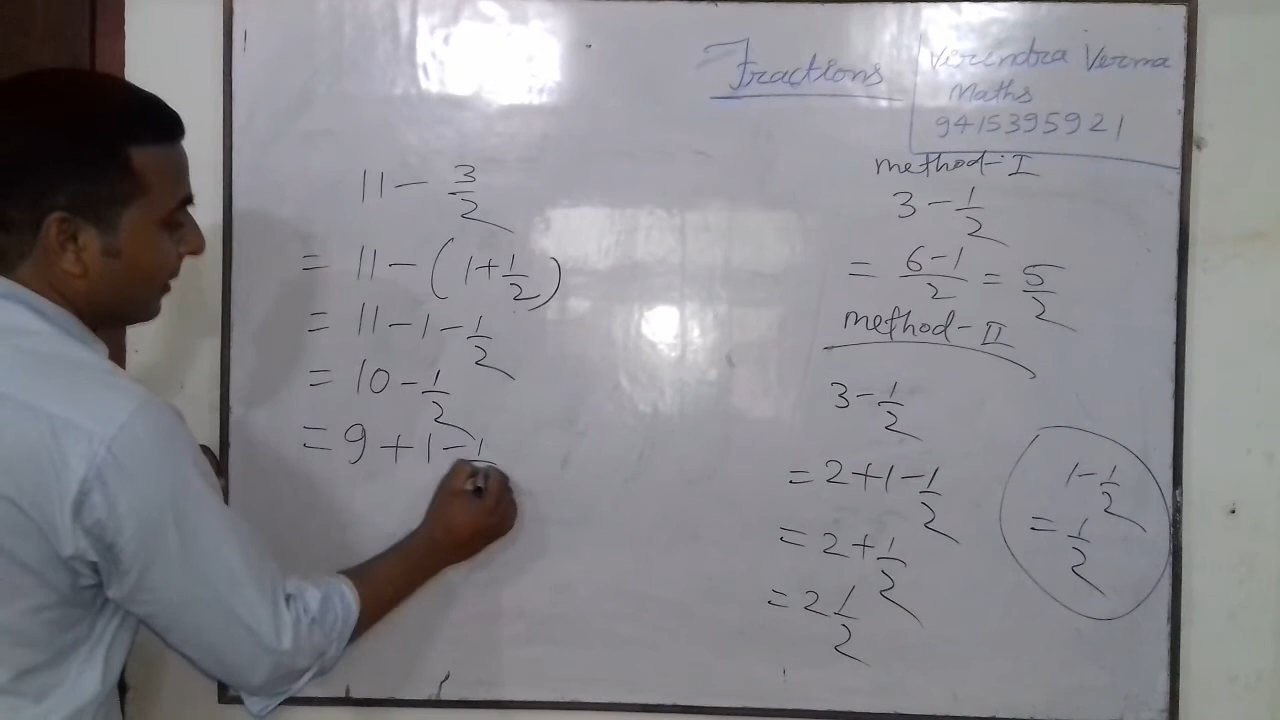 Fractions
Virendra Verma
Maths
9415395921
11 - 3/2
= 11 - (1 + 1/2)
= 11 - 1 - 1/2
= 10 - 1/2
= 9 + 1 - 1
method-I
3 - 1/2
= 6-1/2 = 5/2
method-II
3 - 1/2
= 2 + 1 - 1/2
= 2 + 1/2
= 2 1/2
1 - 1/2
= 1/2